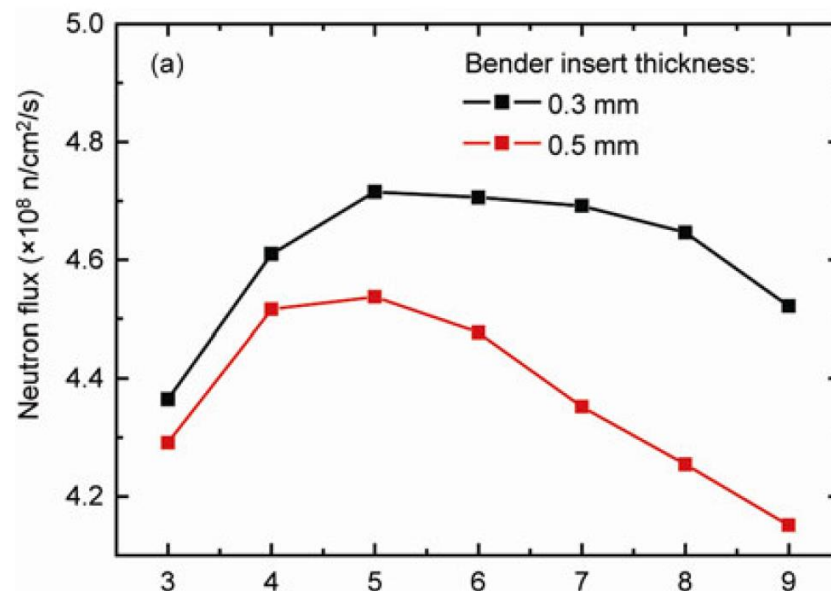 (a)
Bender insert thickness:
0.3 mm
0.5 mm
Neutron flux (×10⁸ n/cm²/s)
5.0
4.8
4.6
4.4
4.2
3 4 5 6 7 8 9